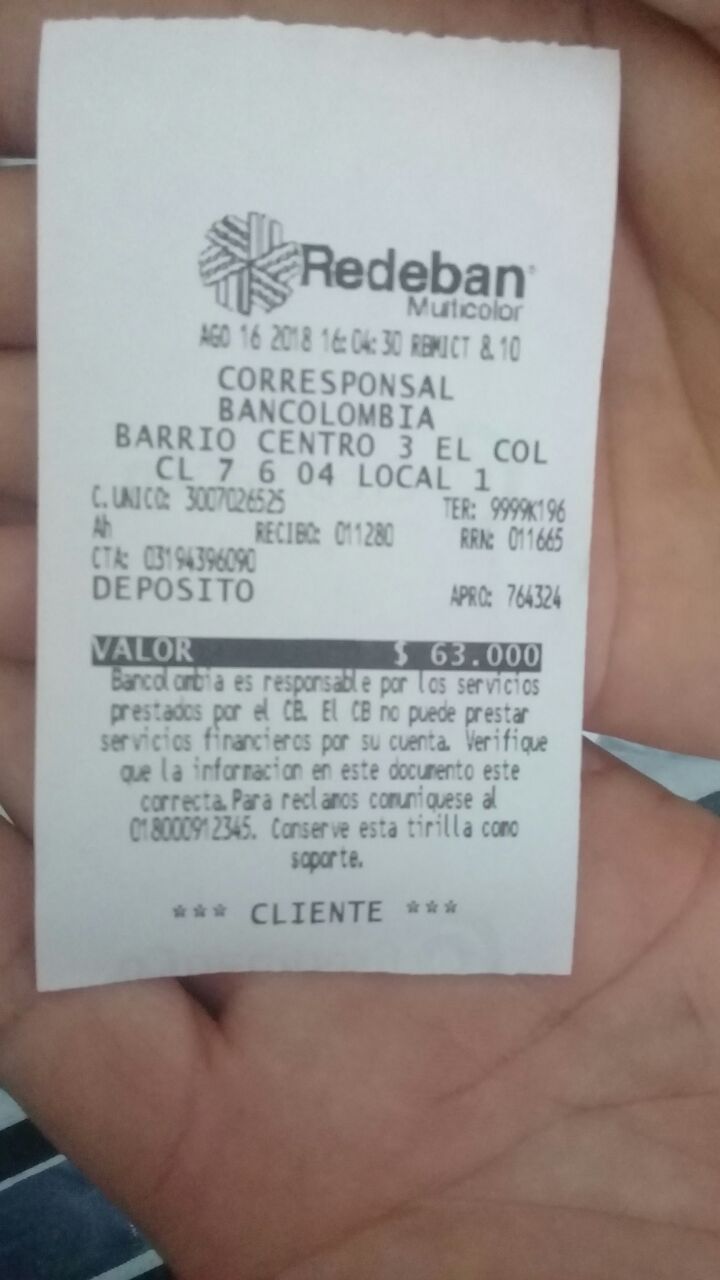 Redeban
Multicolor
AGO 16 2018 16:04:30 RBMICT 8.10
CORRESPONSAL
BANCOLOMBIA
BARRIO CENTRO 3 EL COL
CL 7 6 04 LOCAL 1
C. UNICO: 3007026525 TER: 9999K196
Ah RECIBO: 011280 RRN: 011665
CTA: 03194396090
DEPOSITO APRO: 764324
VALOR $ 63.000
Bancolombia es responsable por los servicios
prestados por el CB. El CB no puede prestar
servicios financieros por su cuenta. Verifique
que la informacion en este documento este
correcta. Para reclamos comuniquese al
018000912345. Conserve esta tirilla como
soporte.
*** CLIENTE ***